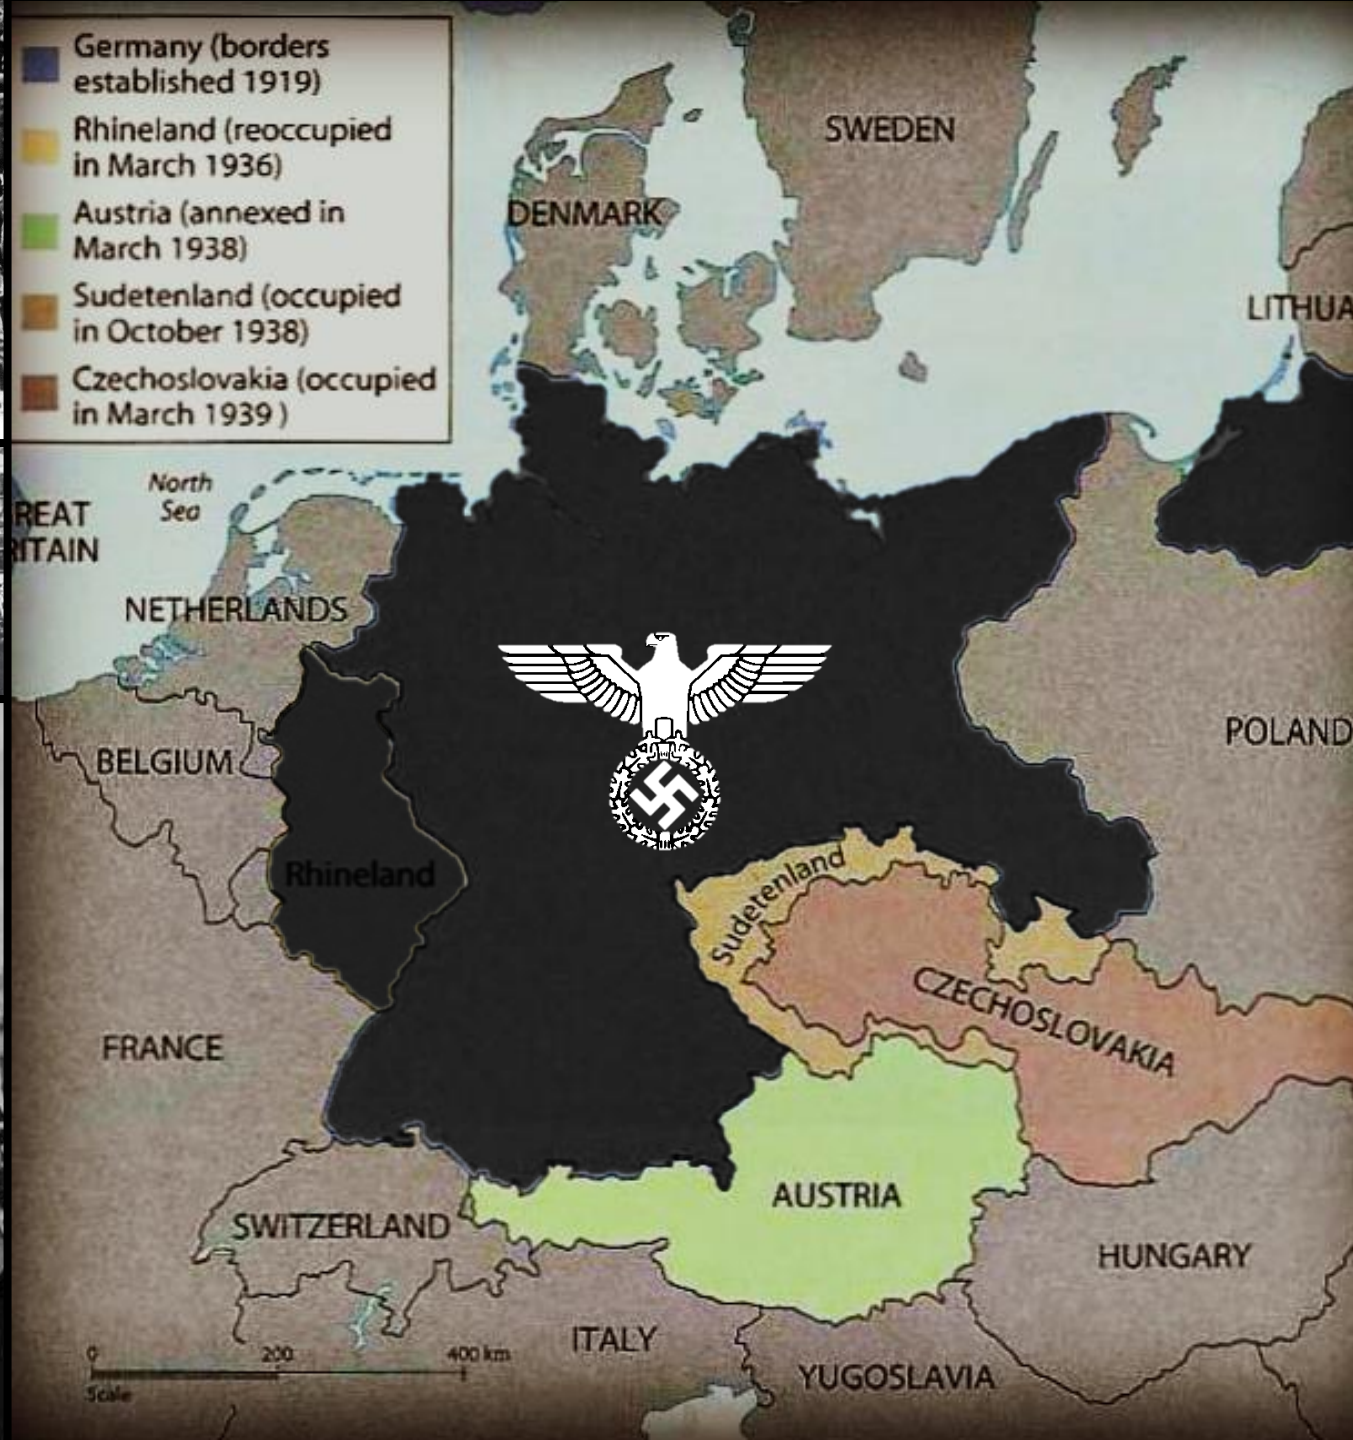 Germany (borders
established 1919)
Rhineland (reoccupied
in March 1936)
Austria (annexed in
March 1938)
Sudetenland (occupied
in October 1938)
Czechoslovakia (occupied
in March 1939 )
SWEDEN
DENMARK
LITHUA
North
Sea
REAT
RITAIN
NETHERLANDS
BELGIUM
POLAND
Rhineland
Sudetenland
CZECHOSLOVAKIA
FRANCE
AUSTRIA
SWITZERLAND
HUNGARY
ITALY
YUGOSLAVIA
0 200 400 km
Scale